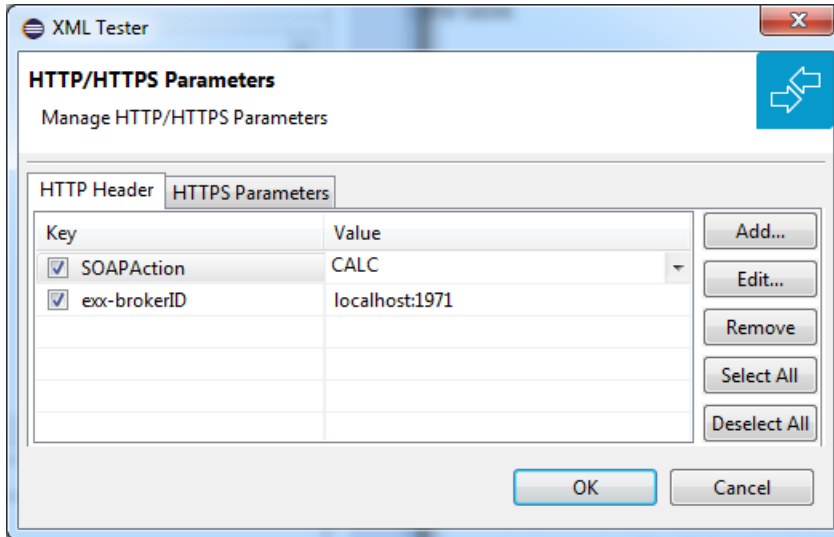 XML Tester
HTTP/HTTPS Parameters
Manage HTTP/HTTPS Parameters
HTTP Header HTTPS Parameters
Key Value
SOAPAction CALC
exx-brokerID localhost:1971
Add...
Edit...
Remove
Select All
Deselect All
OK Cancel